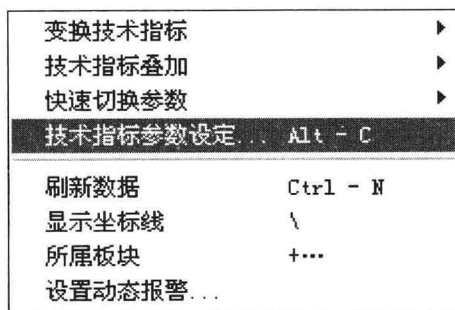 变换技术指标
技术指标叠加
快速切换参数
技术指标参数设定... Alt - C
刷新数据 Ctrl - N
显示坐标线 \
所属板块 +···
设置动态报警...